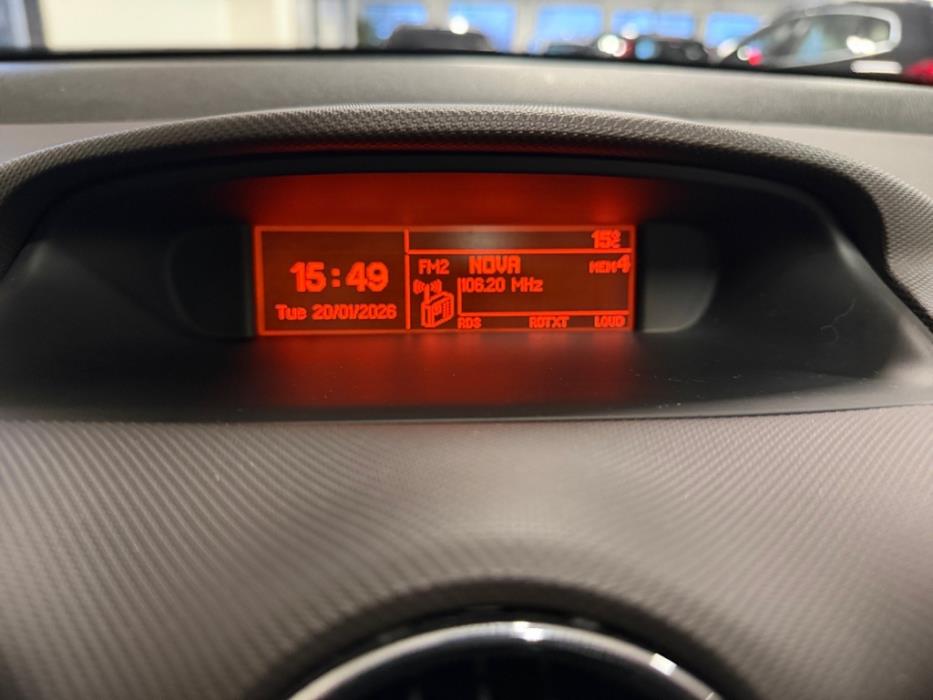 15:49
Tue 20/01/2026
15°C
FM2 NOVA MEM4
106.20 MHz
RDS RDTXT LOUD